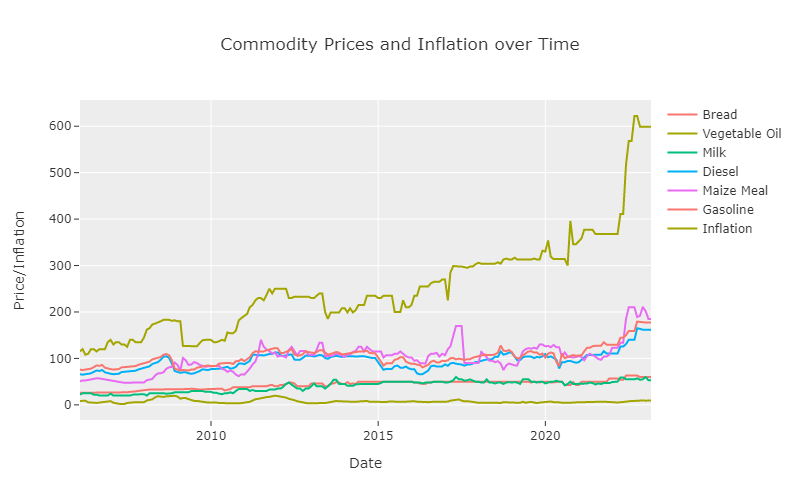 Commodity Prices and Inflation over Time
Bread
Vegetable Oil
Milk
Diesel
Maize Meal
Gasoline
Inflation
600
500
400
300
200
100
0
Price/Inflation
2010
2015
2020
Date